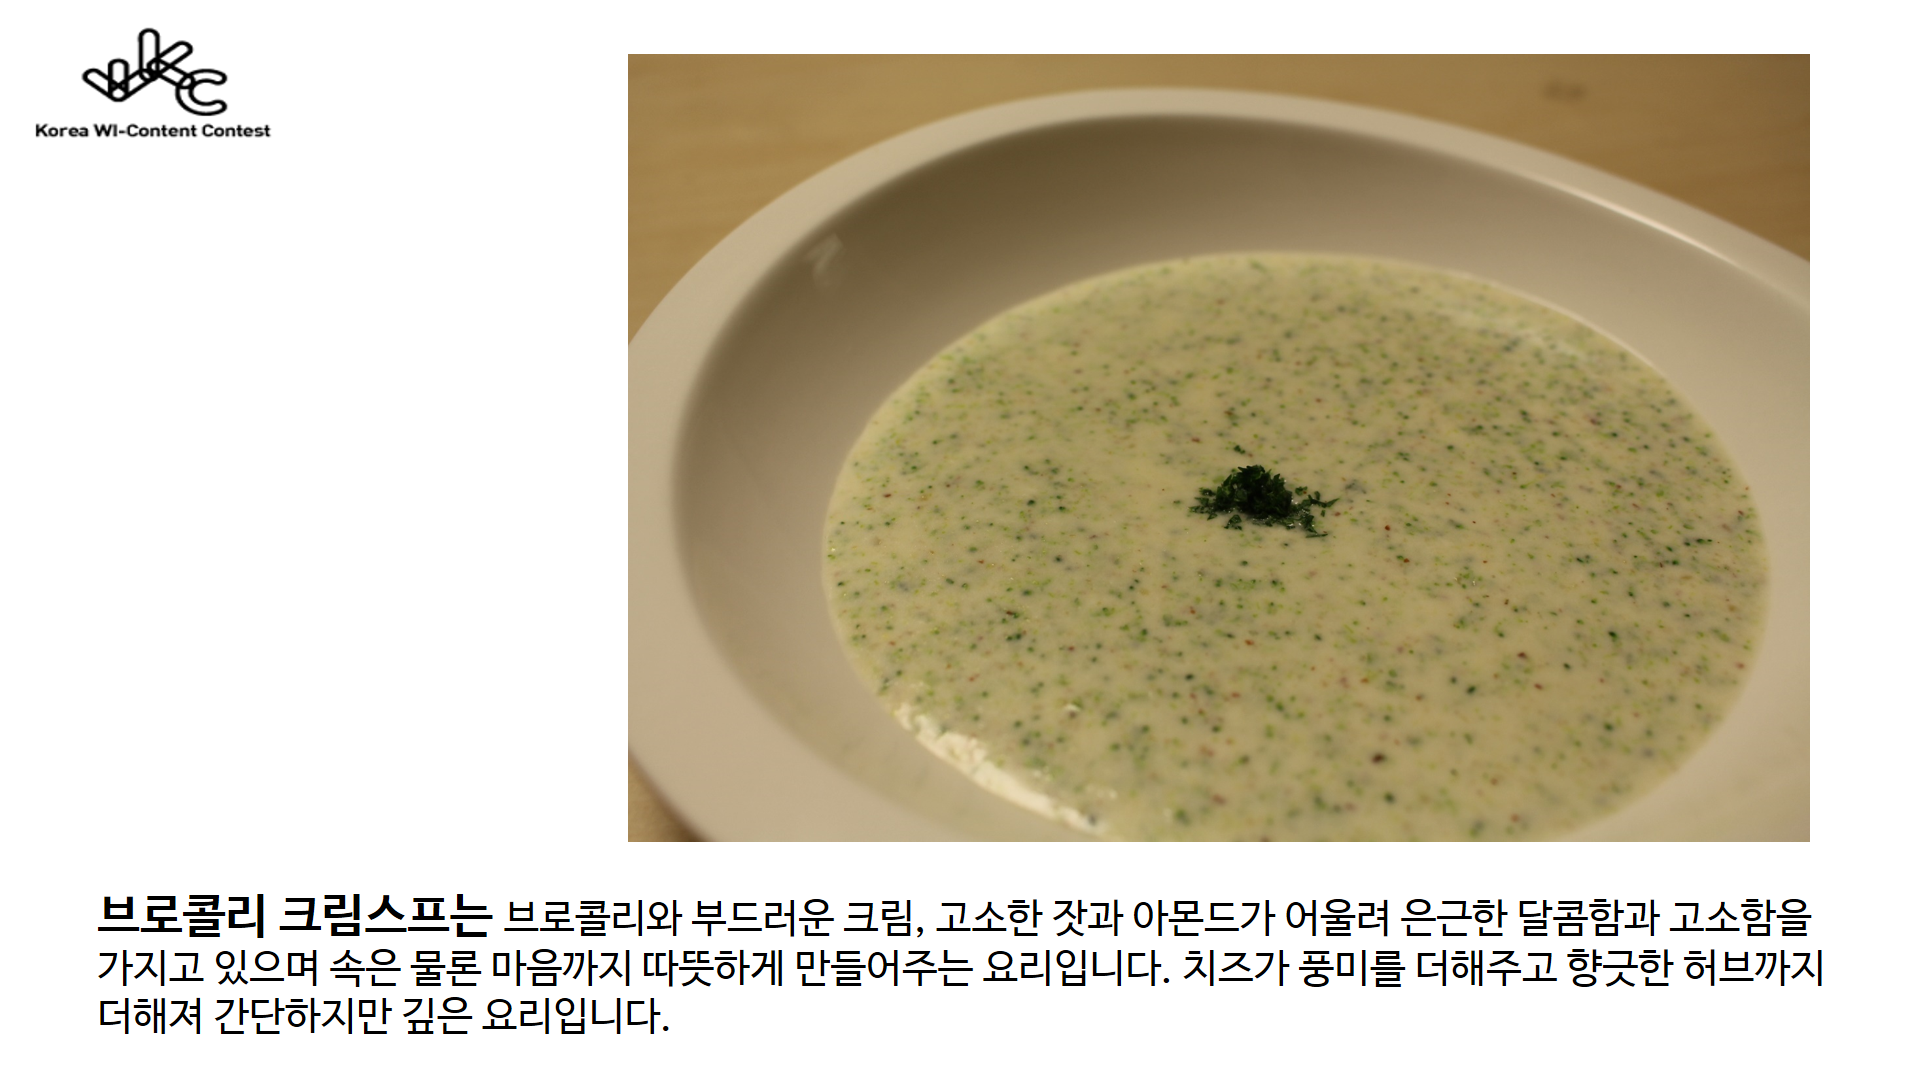 WKC
Korea WI-Content Contest
브로콜리 크림스프는 브로콜리와 부드러운 크림, 고소한 잣과 아몬드가 어울려 은근한 달콤함과 고소함을
가지고 있으며 속은 물론 마음까지 따뜻하게 만들어주는 요리입니다. 치즈가 풍미를 더해주고 향긋한 허브까지
더해져 간단하지만 깊은 요리입니다.